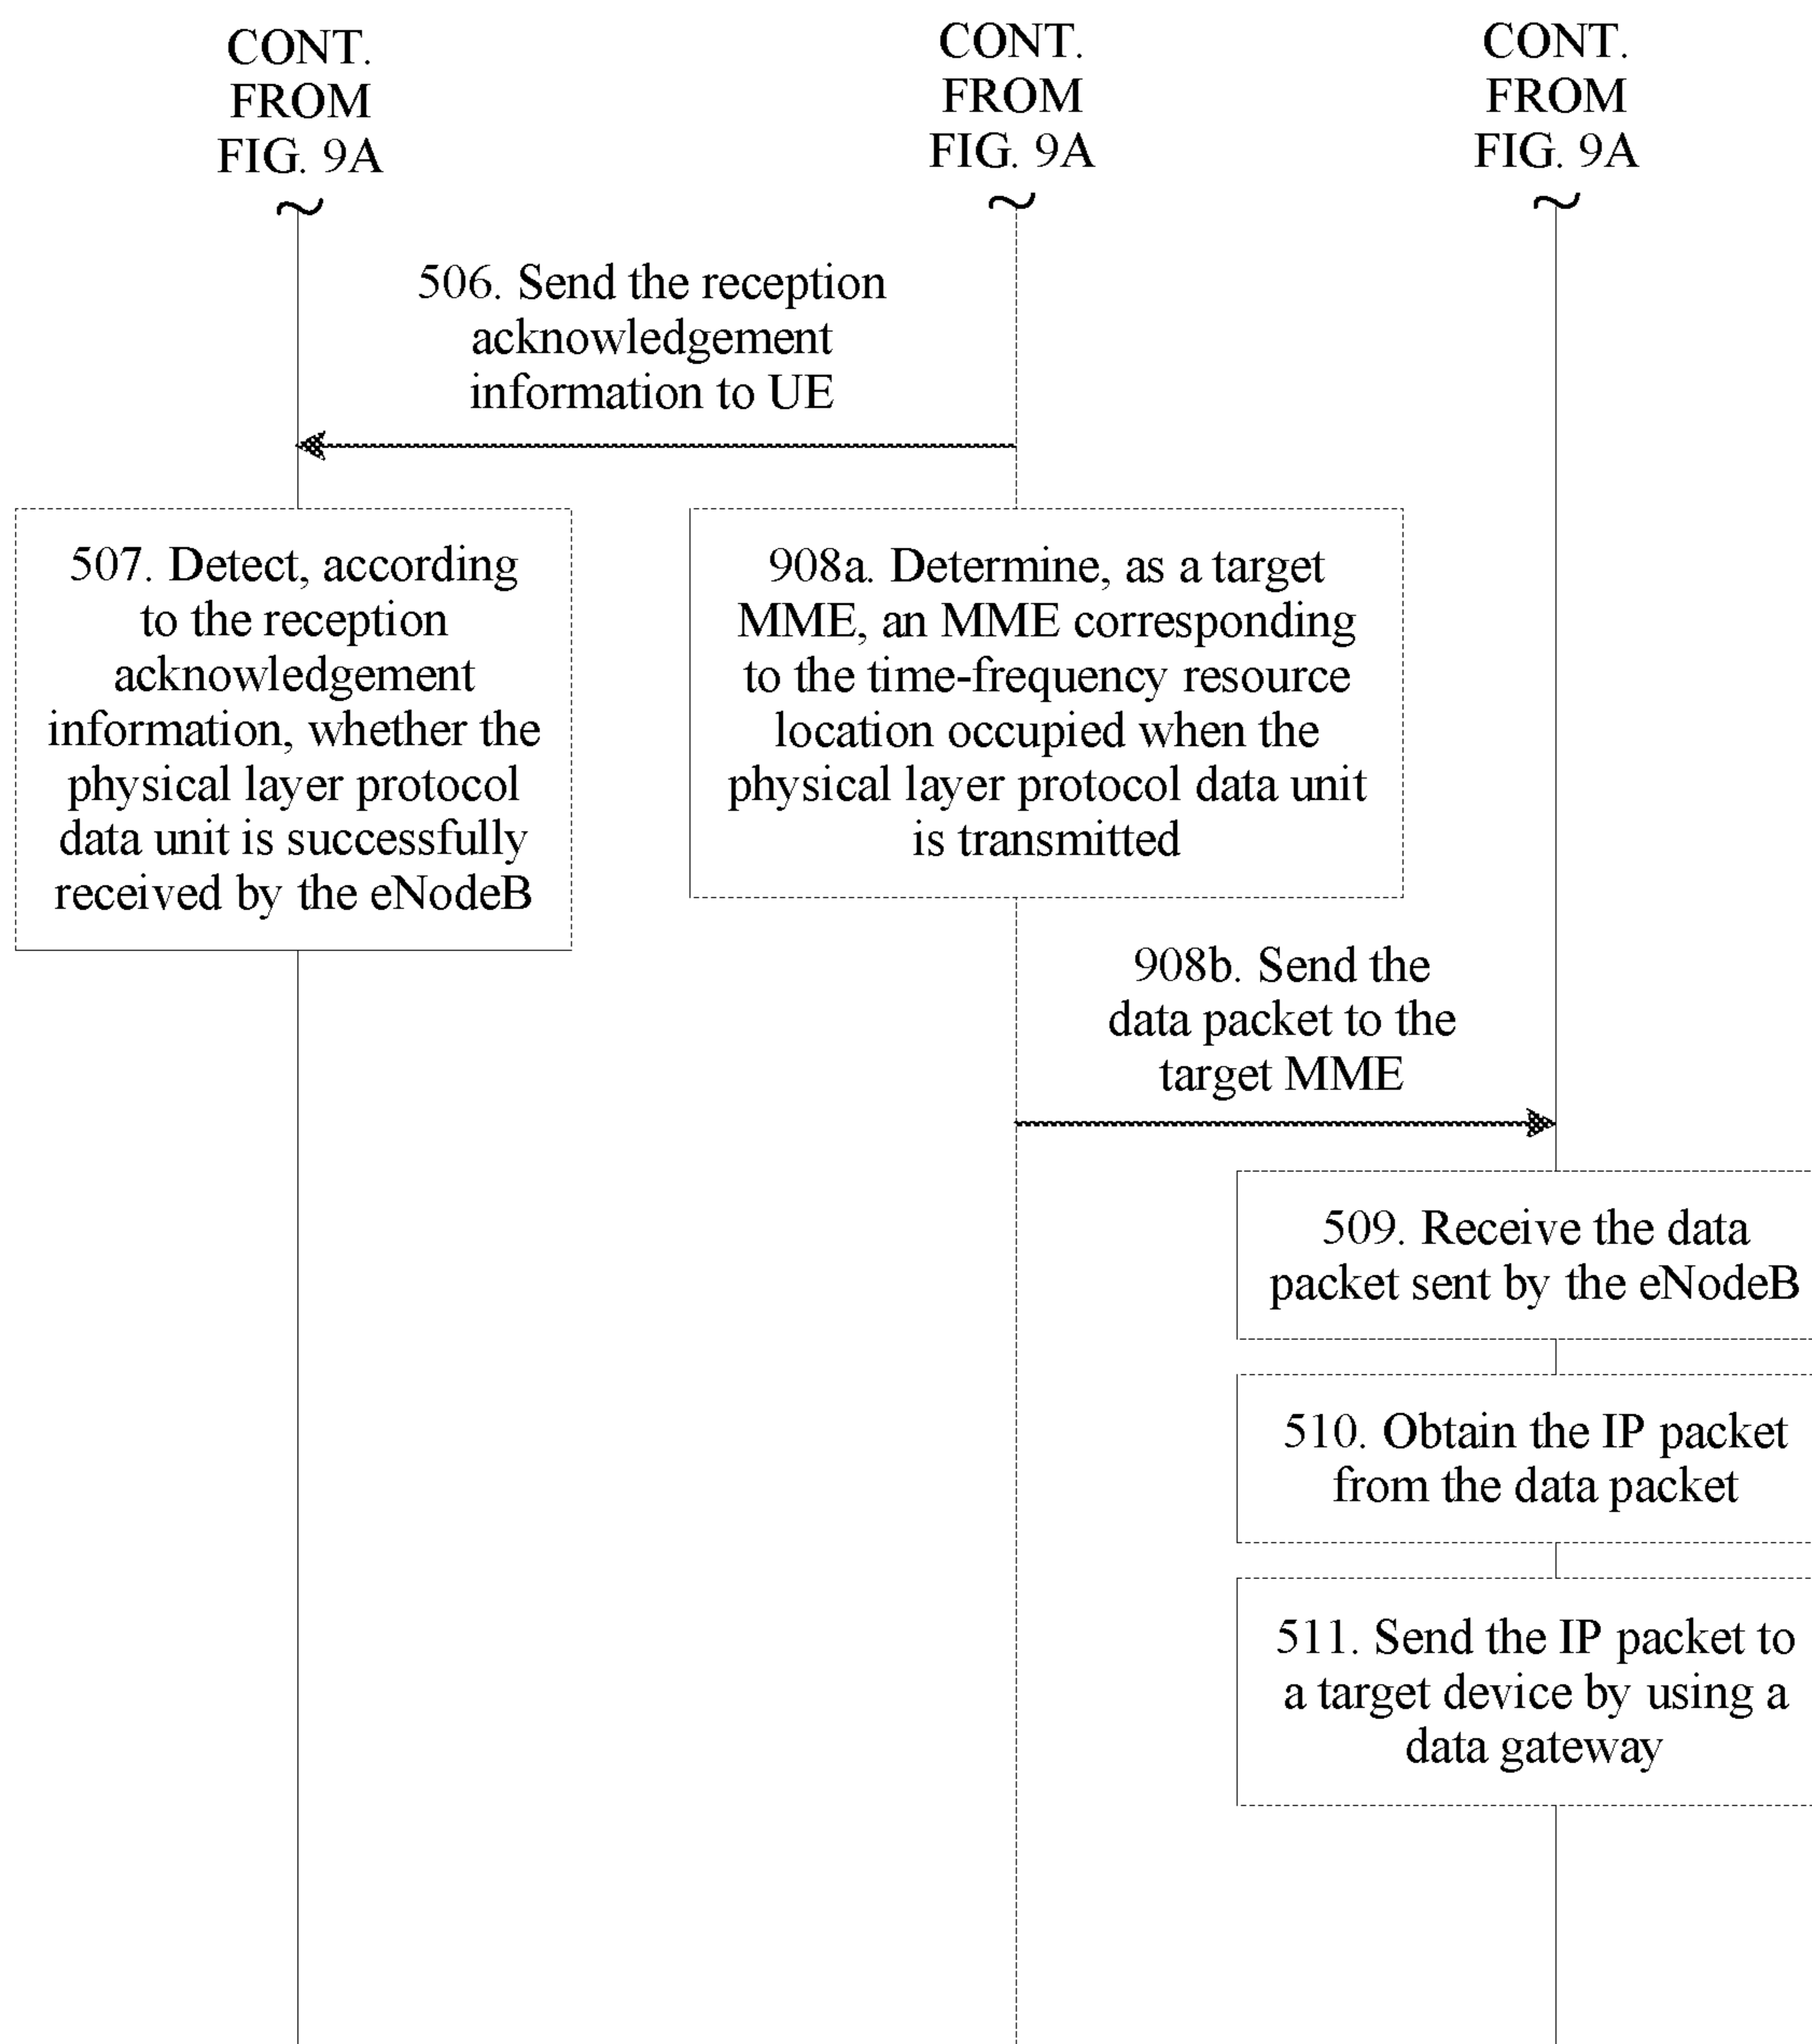 CONT.
FROM
FIG. 9A
CONT.
FROM
FIG. 9A
CONT.
FROM
FIG. 9A
506. Send the reception
acknowledgement
information to UE
507. Detect, according
to the reception
acknowledgement
information, whether the
physical layer protocol
data unit is successfully
received by the eNodeB
908a. Determine, as a target
MME, an MME corresponding
to the time-frequency resource
location occupied when the
physical layer protocol data unit
is transmitted
908b. Send the
data packet to the
target MME
509. Receive the data
packet sent by the eNodeB
510. Obtain the IP packet
from the data packet
511. Send the IP packet to
a target device by using a
data gateway